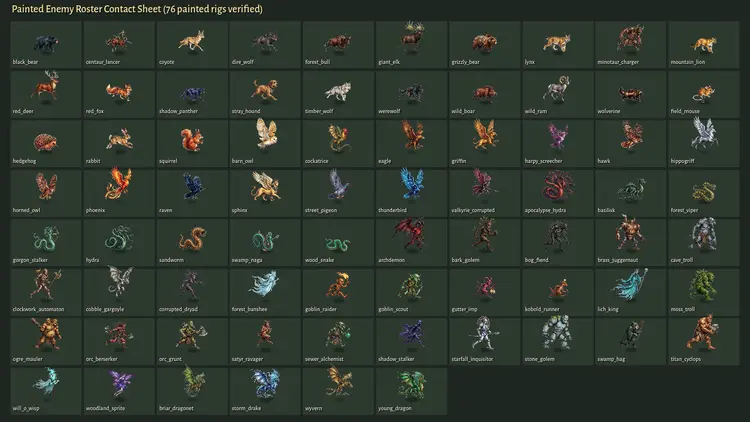 Painted Enemy Roster Contact Sheet (76 painted rigs verified)
black_bear centaur_lancer coyote dire_wolf forest_bull giant_elk grizzly_bear lynx minotaur_charger mountain_lion
red_deer red_fox shadow_panther stray_hound timber_wolf werewolf wild_boar wild_ram wolverine field_mouse
hedgehog rabbit squirrel barn_owl cockatrice eagle griffin harpy_screecher hawk hippogriff
horned_owl phoenix raven sphinx street_pigeon thunderbird valkyrie_corrupted apocalypse_hydra basilisk forest_viper
gorgon_stalker hydra sandworm swamp_naga wood_snake archdemon bark_golem bog_fiend brass_juggernaut cave_troll
clockwork_automaton cobble_gargoyle corrupted_dryad forest_banshee goblin_raider goblin_scout gutter_imp kobold_runner lich_king moss_troll
ogre_mauler orc_berserker orc_grunt satyr_ravager sewer_alchemist shadow_stalker starfall_inquisitor stone_golem swamp_hag titan_cyclops
will_o_wisp woodland_sprite briar_dragonet storm_drake wyvern young_dragon